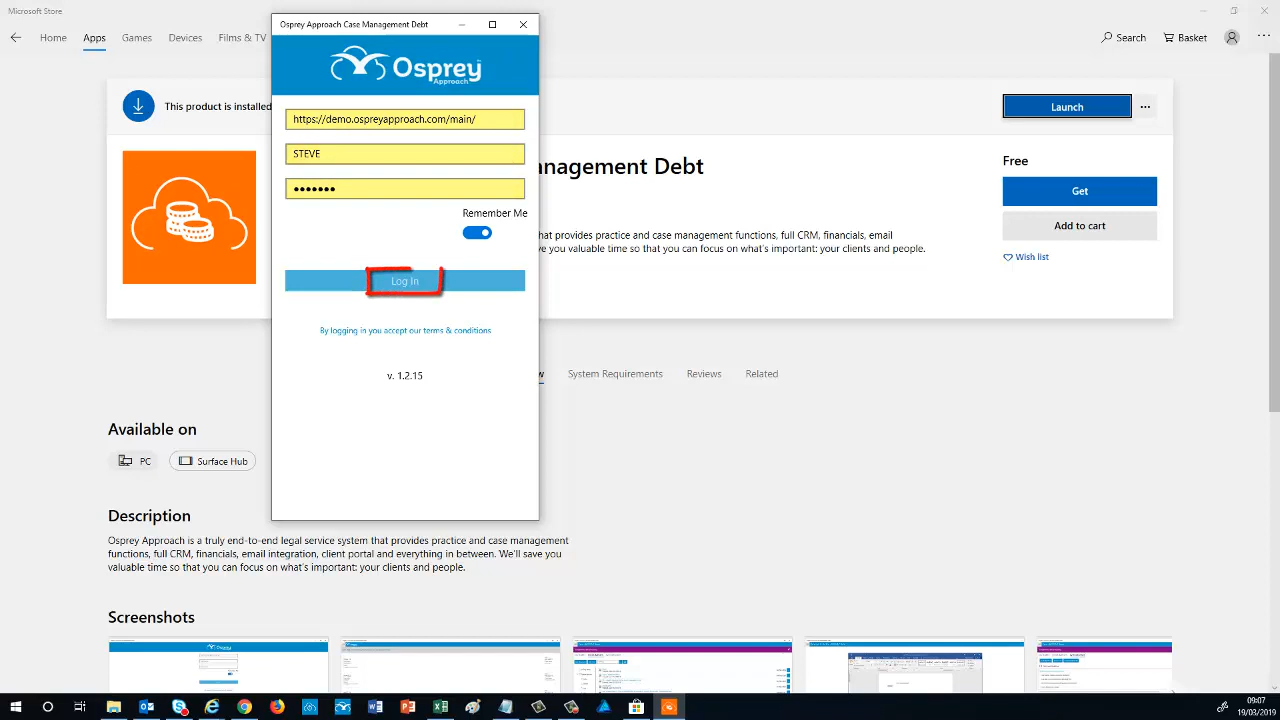 Microsoft Store
Home
Apps
Games
Devices
Films & TV
Search
Basket
Osprey Approach Case Management Debt
Osprey
Approach
https://demo.ospreyapproach.com/main/
STEVE
•••••••
Remember Me
Log In
By logging in you accept our terms & conditions
v. 1.2.15
This product is installed
Launch
nagement Debt
that provides practice and case management functions, full CRM, financials, email
ve you valuable time so that you can focus on what's important: your clients and people.
Free
Get
Add to cart
Wish list
System Requirements
Reviews
Related
Available on
PC
Surface Hub
Description
Osprey Approach is a truly end-to-end legal service system that provides practice and case management
functions, full CRM, financials, email integration, client portal and everything in between. We'll save you
valuable time so that you can focus on what's important: your clients and people.
Screenshots
Osprey
09:07
19/08/2019